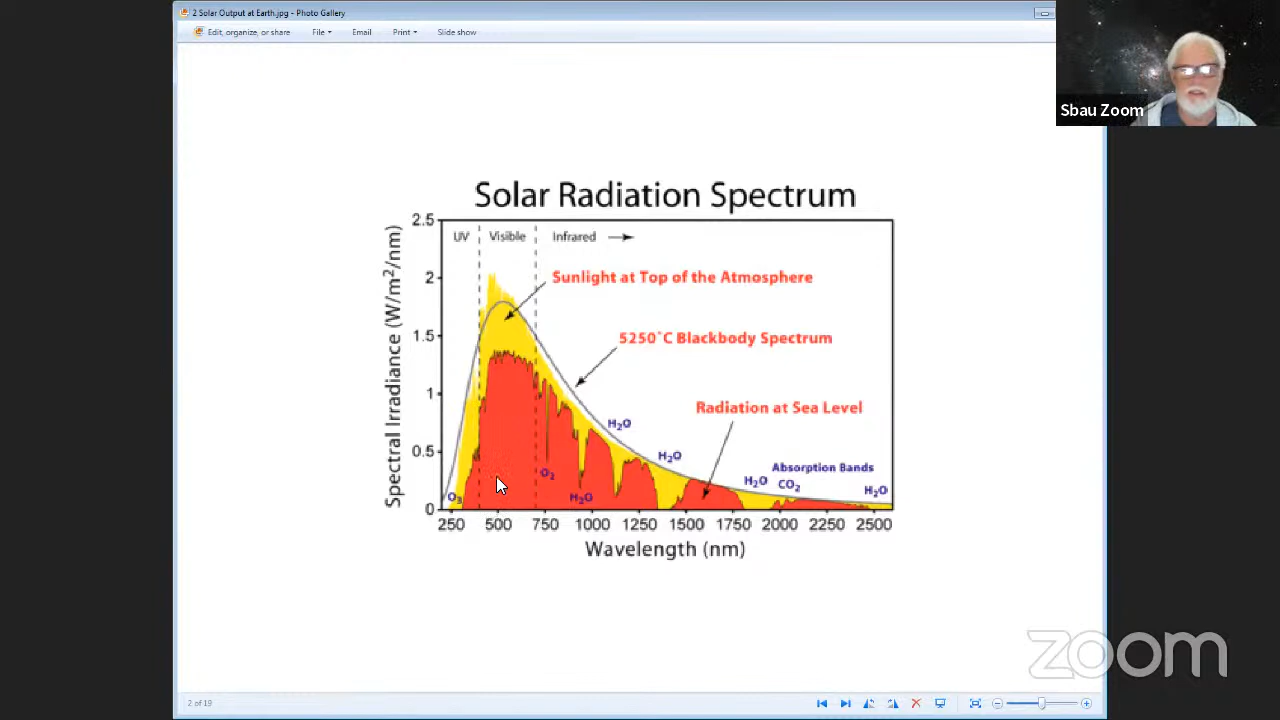 2 Solar Output at Earth.jpg - Photo Gallery
Edit, organize, or share File Email Print Slide show
Sbau Zoom
Solar Radiation Spectrum
UV Visible Infrared
Sunlight at Top of the Atmosphere
5250°C Blackbody Spectrum
Radiation at Sea Level
H₂O
H₂O
Absorption Bands
H₂O CO₂ H₂O
O₃ O₂ H₂O
Spectral Irradiance (W/m²/nm)
2.5
2
1.5
1
0.5
0
250 500 750 1000 1250 1500 1750 2000 2250 2500
Wavelength (nm)
zoom
2 of 19